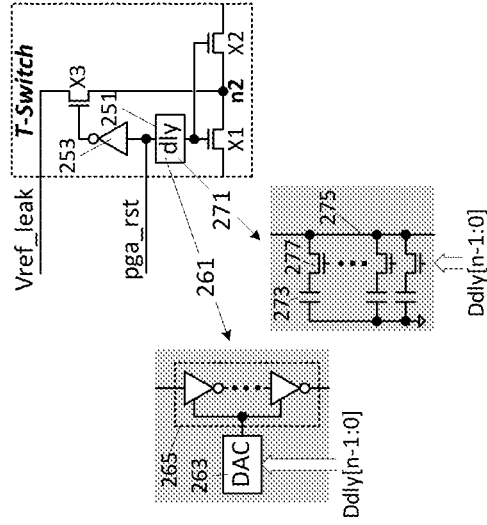 T-Switch
Vref_leak
X3
253
251
pga_rst
dly
X1
n2
X2
261
271
265
263
DAC
Ddly[n-1:0]
273
277
275
Ddly[n-1:0]